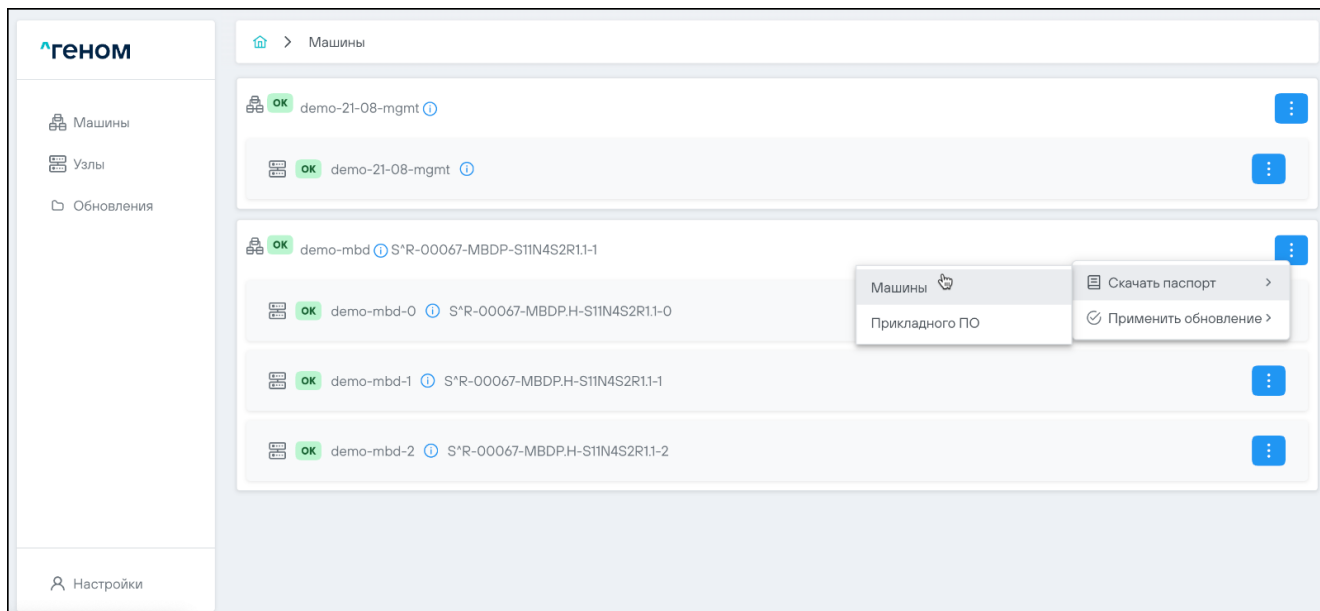 ^геном
Машины
Узлы
Обновления
Настройки
> Машины
OK demo-21-08-mgmt
OK demo-21-08-mgmt
OK demo-mbd S^R-00067-MBDP-S11N4S2R1.1-1
OK demo-mbd-0 S^R-00067-MBDP.H-S11N4S2R1.1-0
OK demo-mbd-1 S^R-00067-MBDP.H-S11N4S2R1.1-1
OK demo-mbd-2 S^R-00067-MBDP.H-S11N4S2R1.1-2
Скачать паспорт >
Применить обновление >
Машины
Прикладного ПО